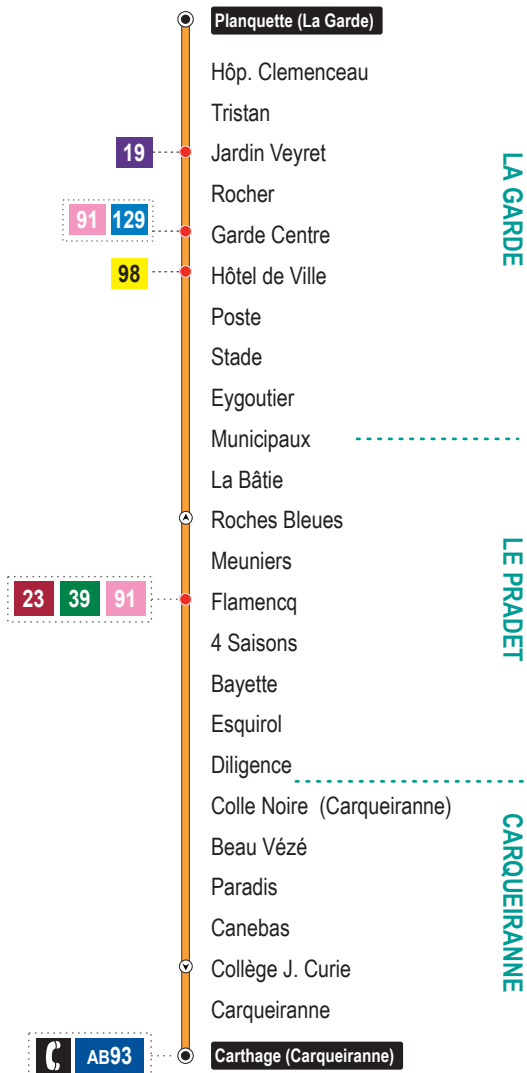 Planquette (La Garde)
Hôp. Clemenceau
Tristan
19 Jardin Veyret
Rocher
91 129 Garde Centre
98 Hôtel de Ville
Poste
Stade
Eygoutier
Municipaux
LA GARDE
La Bâtie
Roches Bleues
Meuniers
23 39 91 Flamencq
4 Saisons
Bayette
Esquirol
Diligence
LE PRADET
Colle Noire (Carqueiranne)
Beau Vézé
Paradis
Canebas
Collège J. Curie
Carqueiranne
AB93 Carthage (Carqueiranne)
CARQUEIRANNE